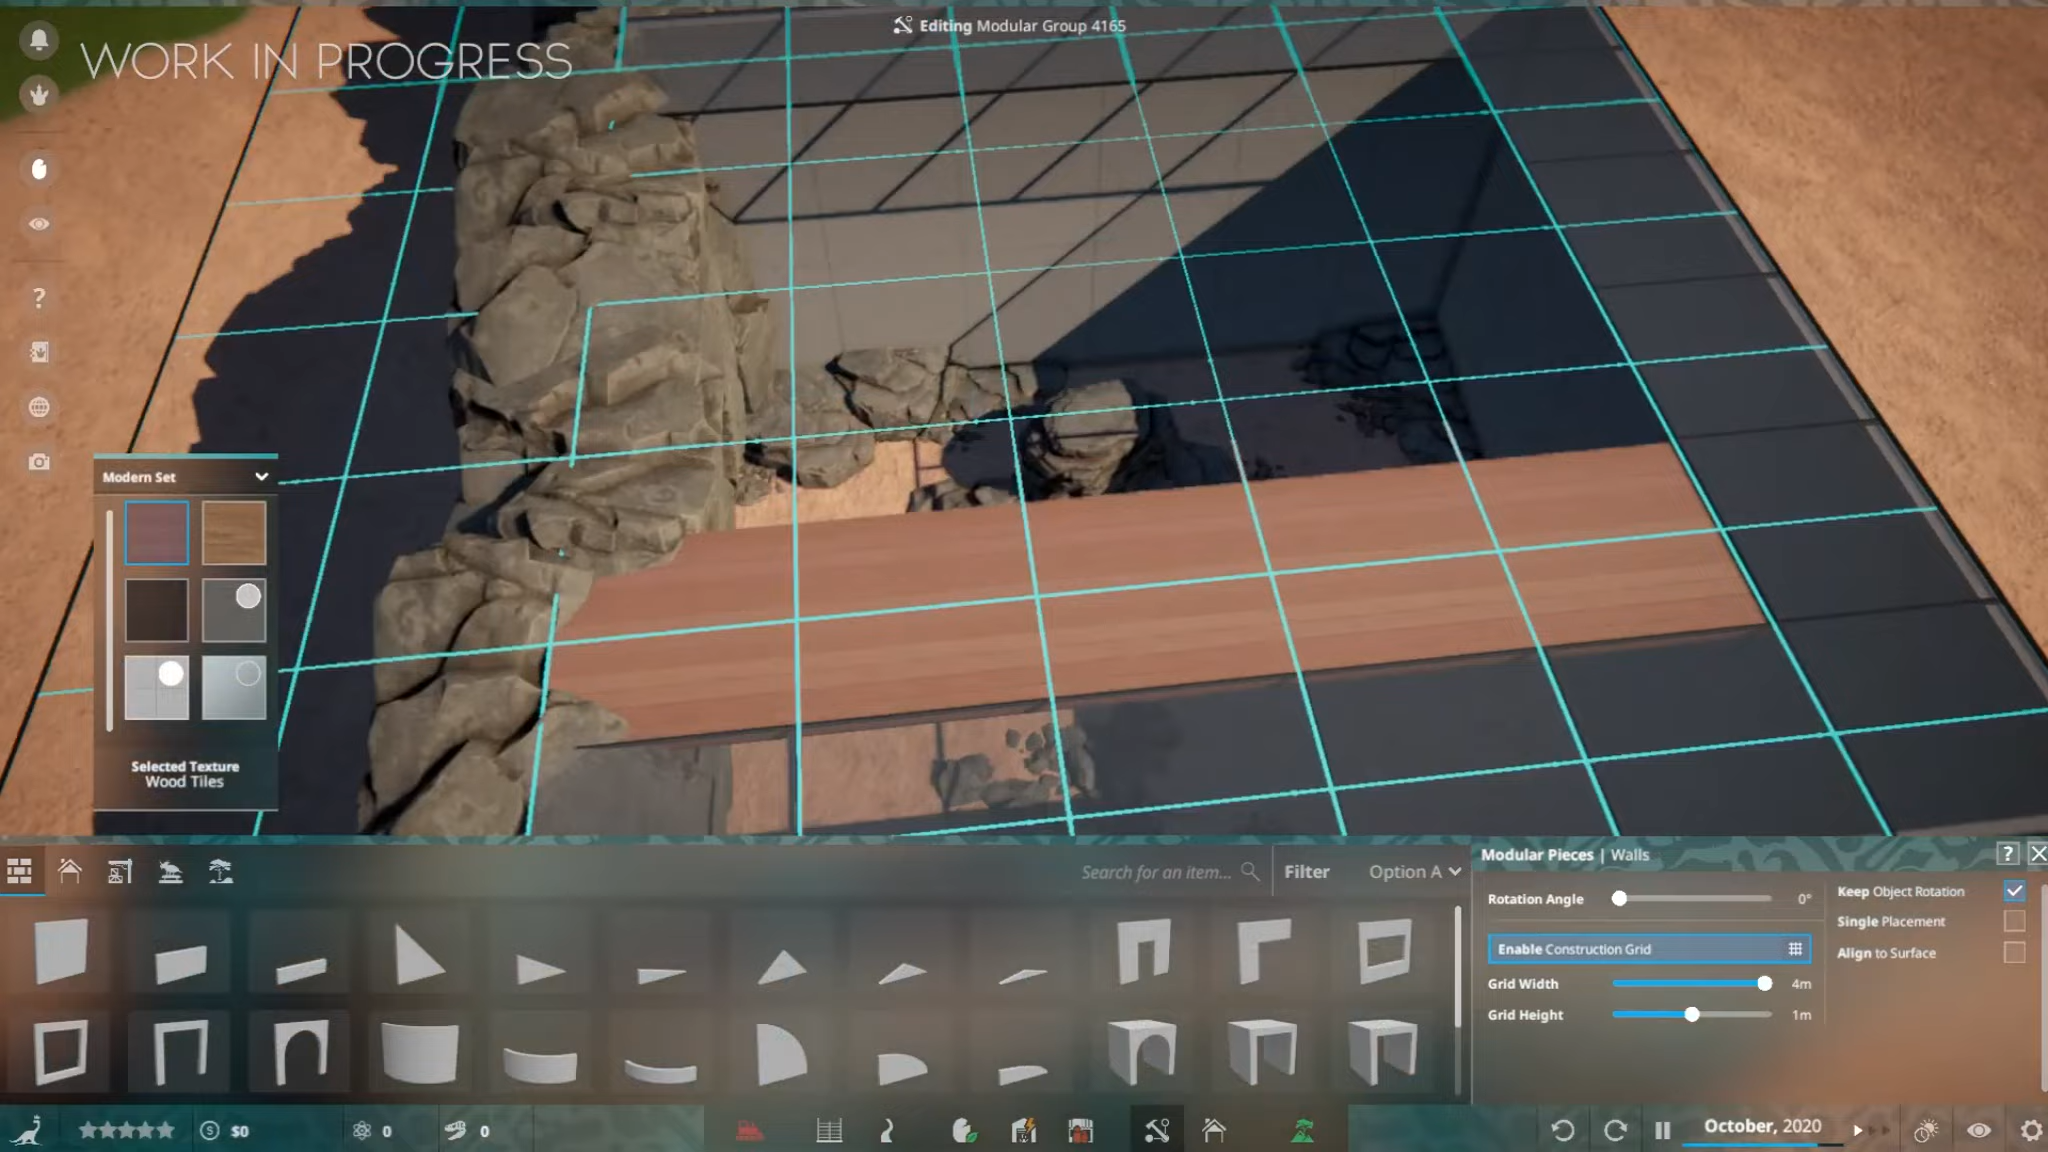 Editing Modular Group 4165
WORK IN PROGRESS
?
Modern Set
Selected Texture
Wood Tiles
Search for an item...
Filter
Option A
Modular Pieces | Walls
?
Rotation Angle
0°
Keep Object Rotation
Single Placement
Enable Construction Grid
Align to Surface
Grid Width
4m
Grid Height
1m
$0
0
0
October, 2020